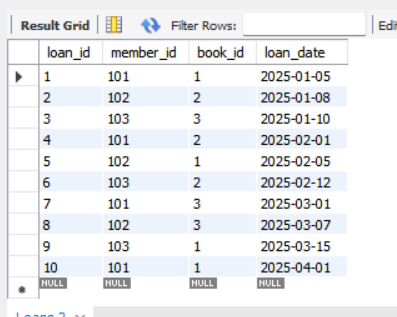 Result Grid Filter Rows: Edi
loan_id member_id book_id loan_date
1 101 1 2025-01-05
2 102 2 2025-01-08
3 103 3 2025-01-10
4 101 2 2025-02-01
5 102 1 2025-02-05
6 103 2 2025-02-12
7 101 3 2025-03-01
8 102 3 2025-03-07
9 103 1 2025-03-15
10 101 1 2025-04-01
NULL NULL NULL NULL